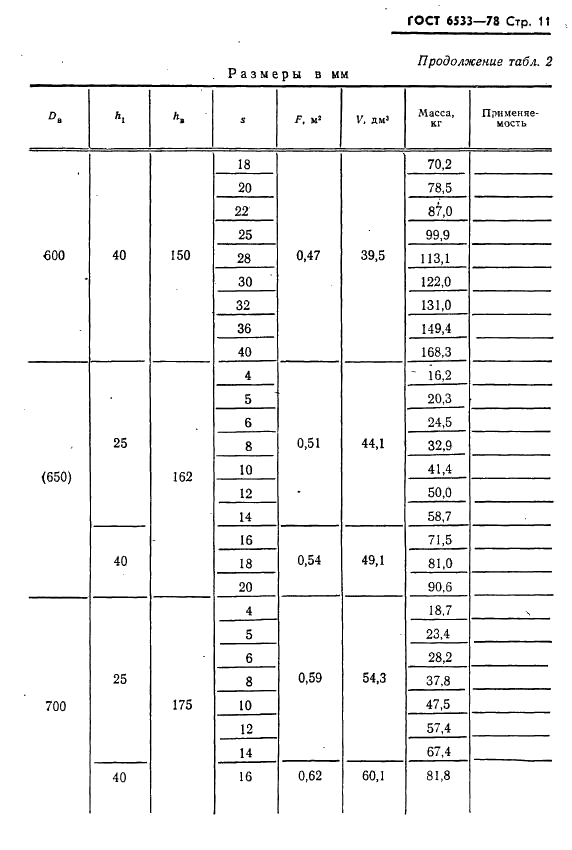 ГОСТ 6533—78 Стр. 11
Продолжение табл. 2
Размеры в мм
Dв h1 hв s F, м² V, дм³ Масса, кг Применяе-мость
18 70,2
20 78,5
22 87,0
25 99,9
600 40 150 28 0,47 39,5 113,1
30 122,0
32 131,0
36 149,4
40 168,3
4 16,2
5 20,3
6 24,5
25 8 0,51 44,1 32,9
(650) 162 10 41,4
12 50,0
14 58,7
16 71,5
40 18 0,54 49,1 81,0
20 90,6
4 18,7
5 23,4
6 28,2
25 8 0,59 54,3 37,8
700 175 10 47,5
12 57,4
14 67,4
40 16 0,62 60,1 81,8